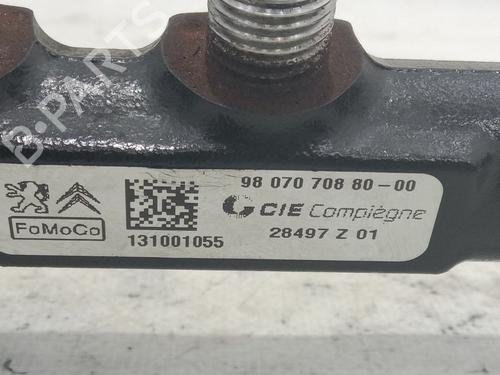 B-PARTS
98 070 708 80-00
CIE Compiègne
FoMoCo
131001055
28497 Z 01